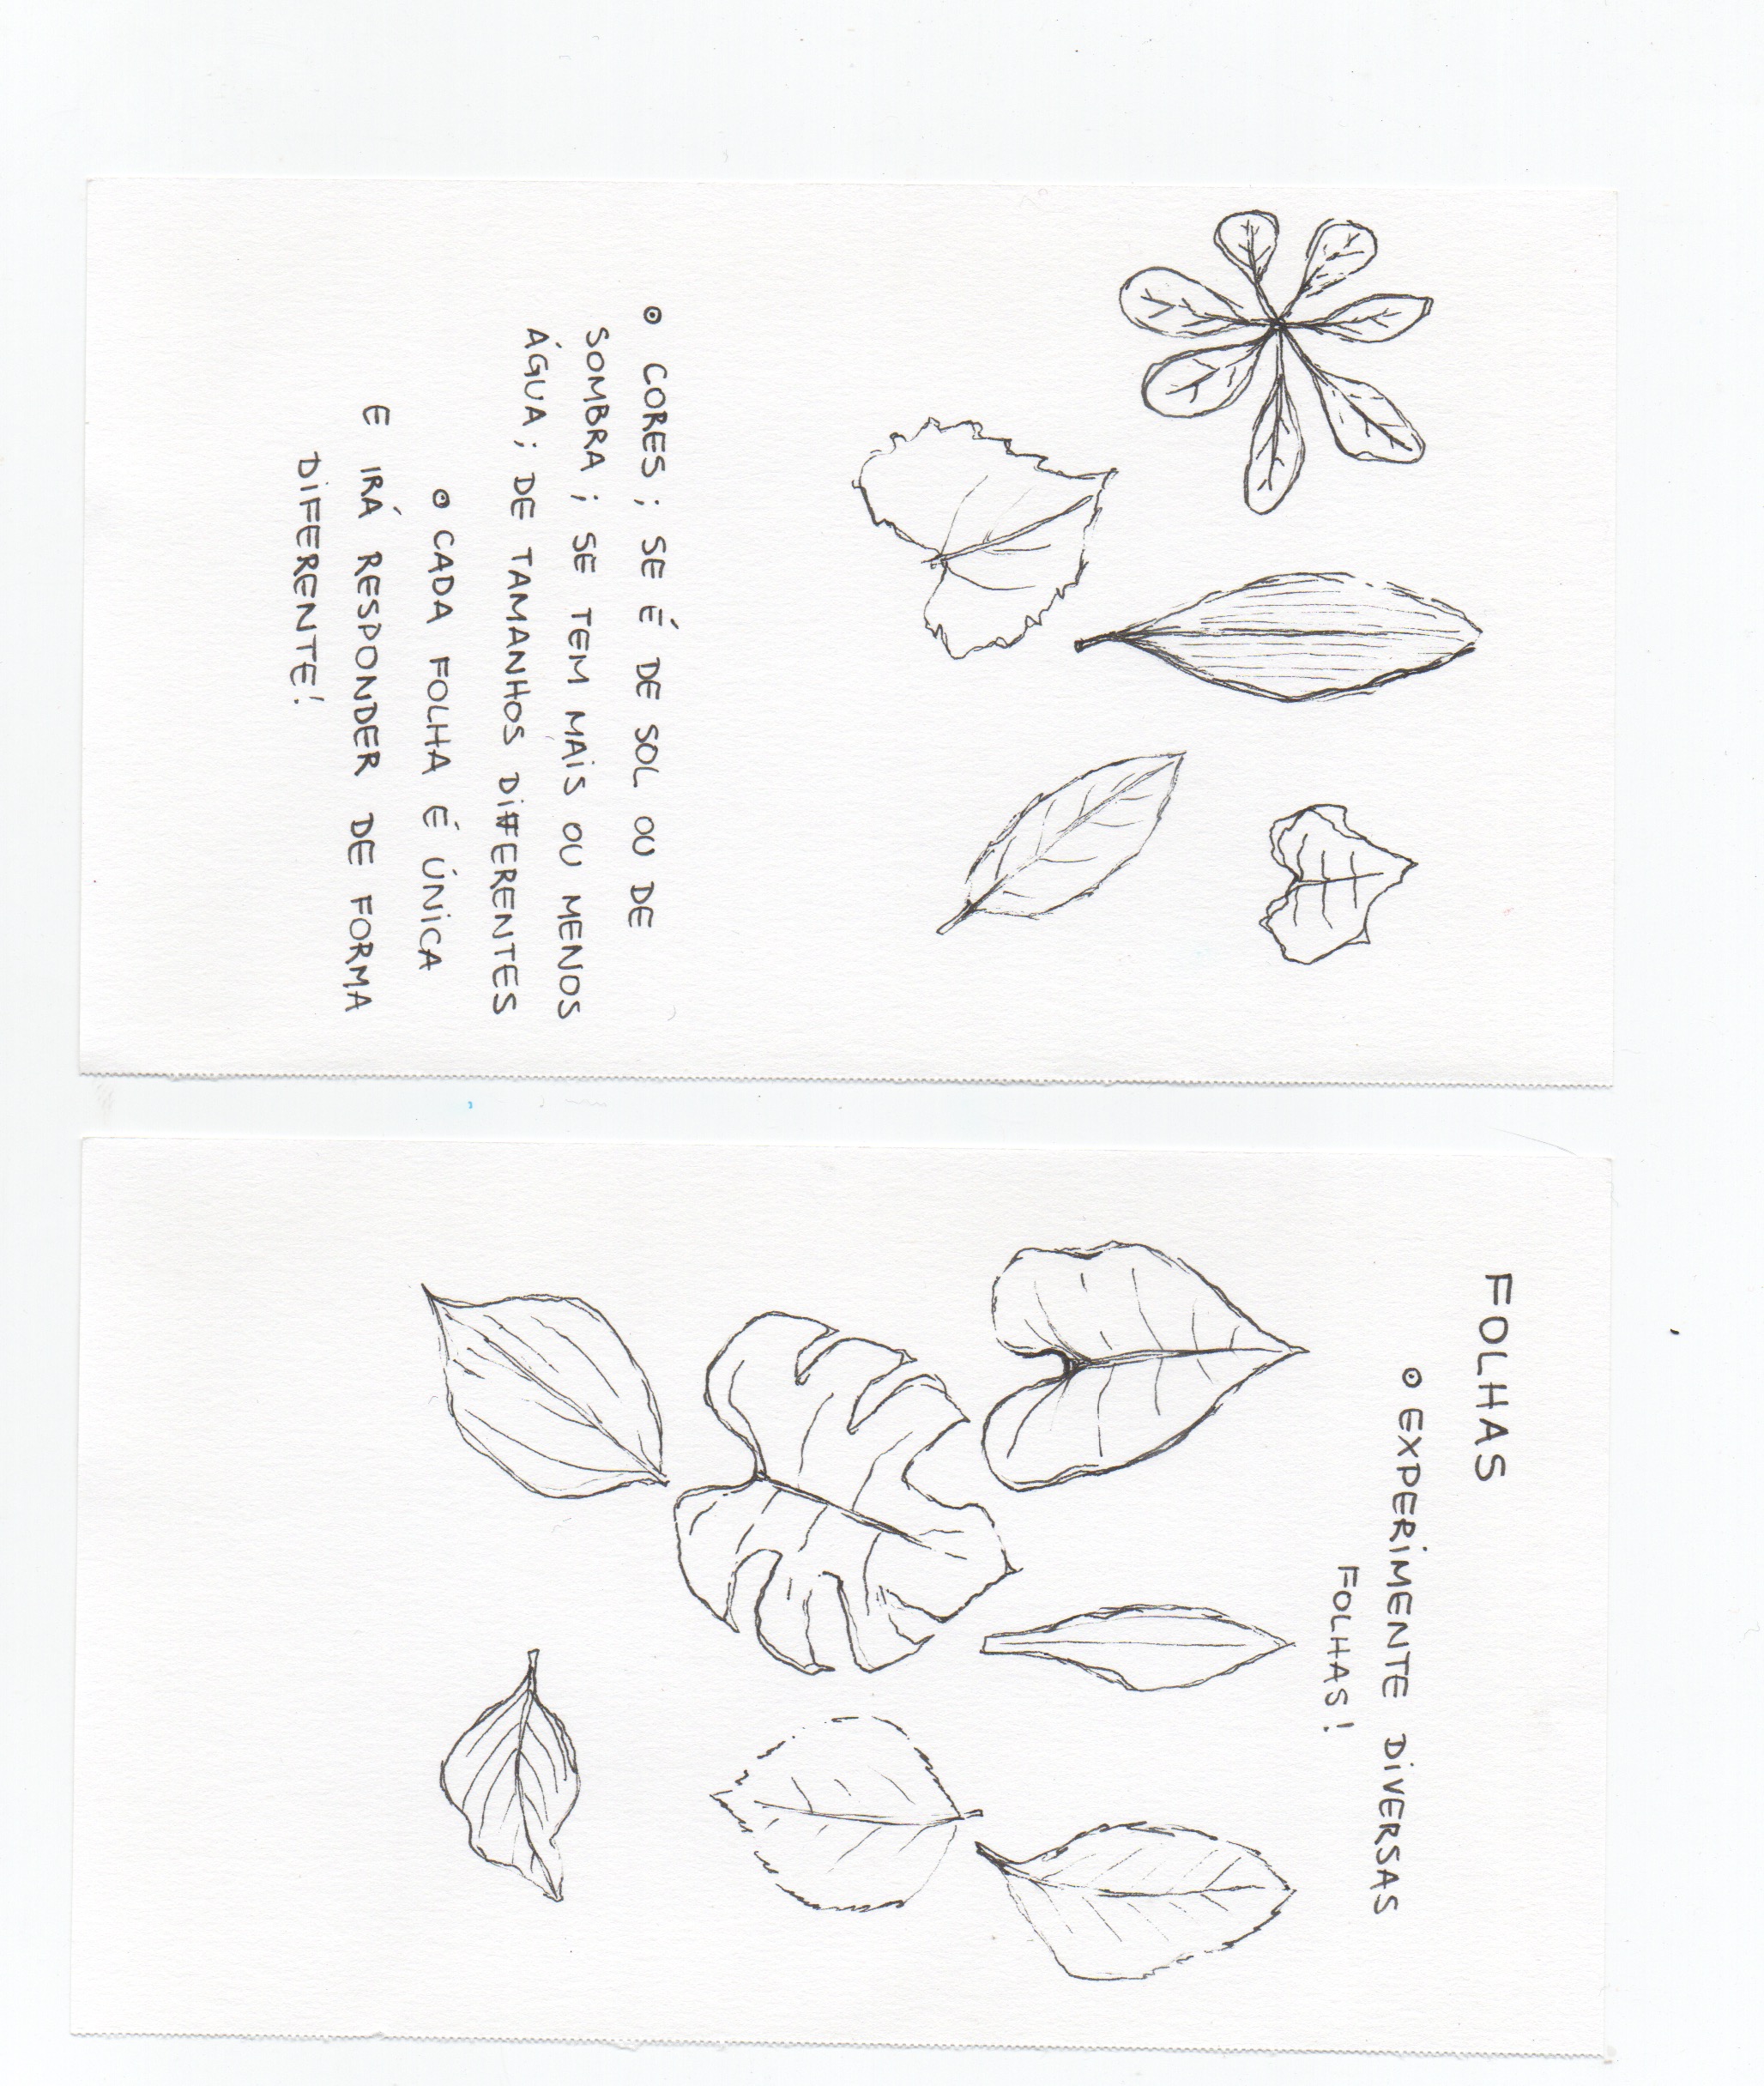 FOLHAS
⊙ EXPERIMENTE DIVERSAS
FOLHAS!
⊙ CORES; SE É DE SOL OU DE
SOMBRA; SE TEM MAIS OU MENOS
ÁGUA; DE TAMANHOS DIFERENTES
⊙ CADA FOLHA É ÚNICA
E IRÁ RESPONDER DE FORMA
DIFERENTE!